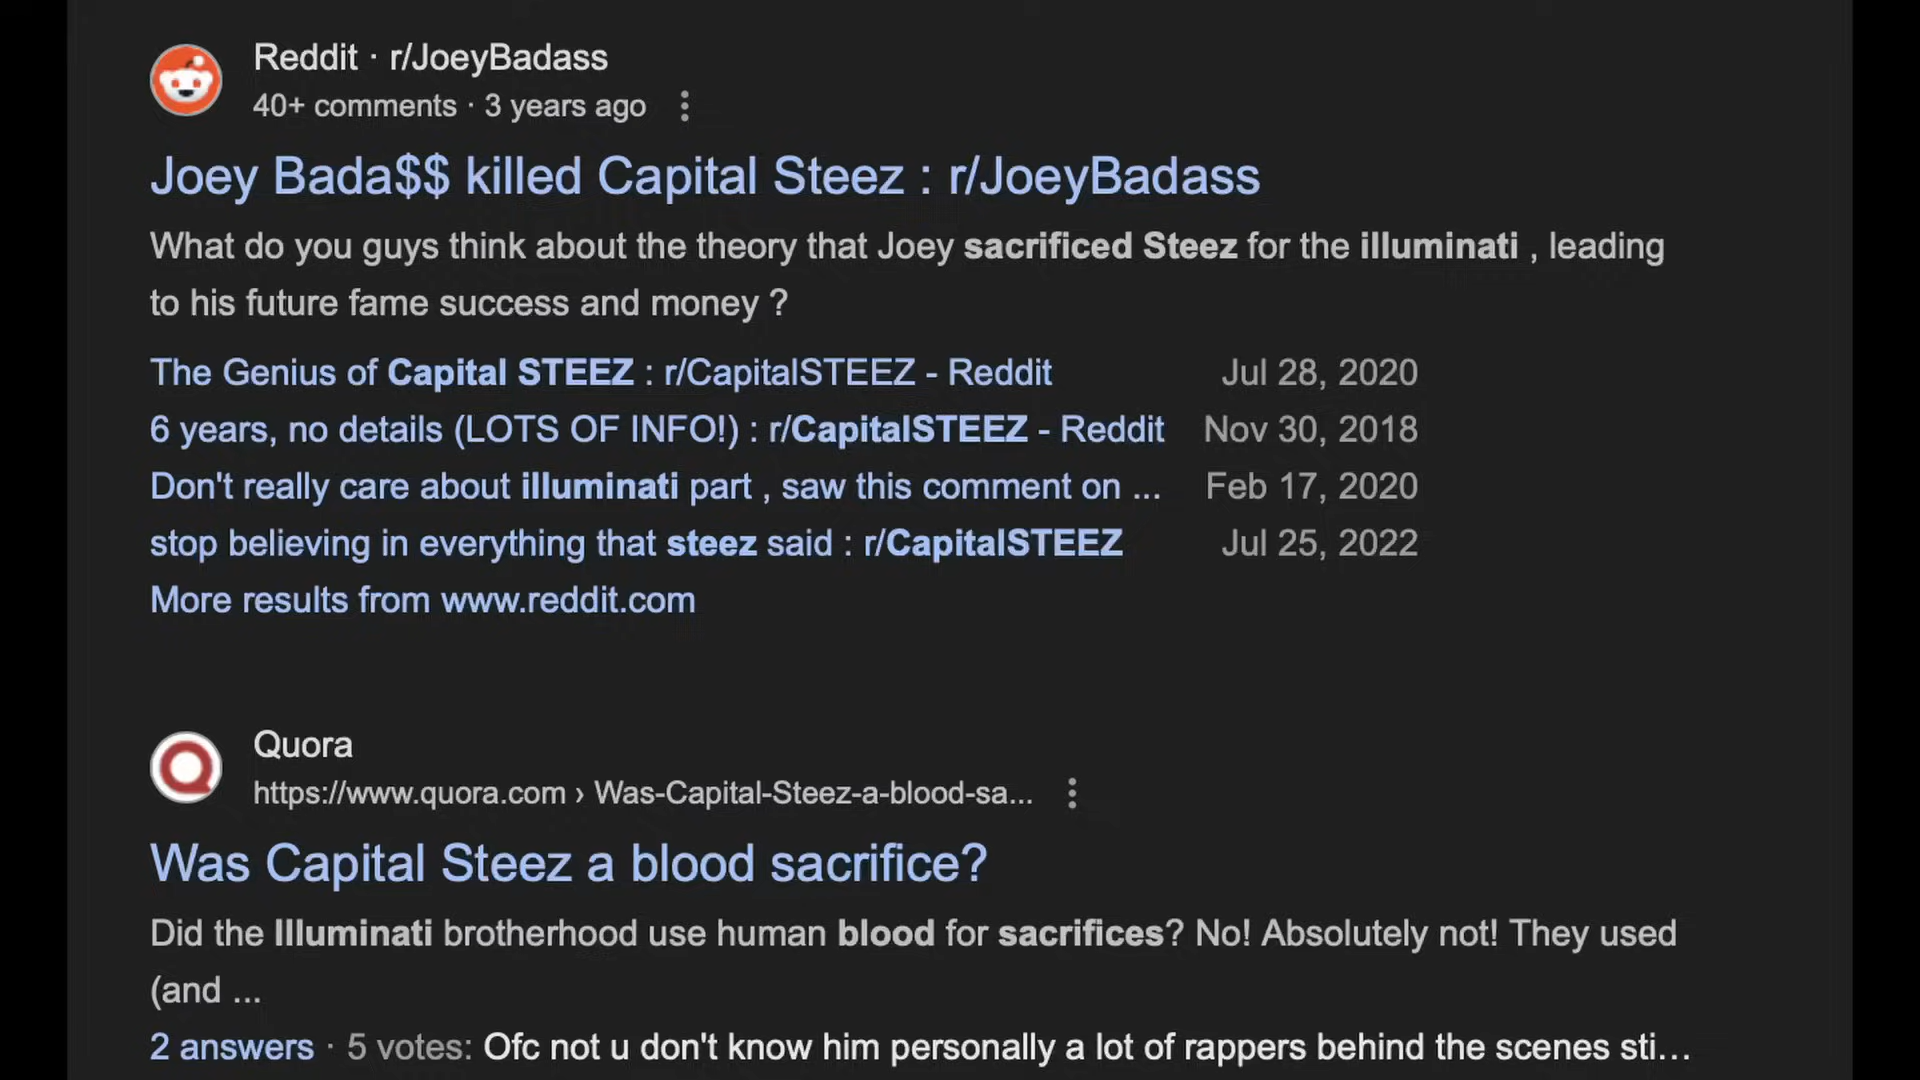 Reddit · r/JoeyBadass
40+ comments · 3 years ago
Joey Bada$$ killed Capital Steez : r/JoeyBadass
What do you guys think about the theory that Joey sacrificed Steez for the illuminati , leading
to his future fame success and money ?
The Genius of Capital STEEZ : r/CapitalSTEEZ - Reddit Jul 28, 2020
6 years, no details (LOTS OF INFO!) : r/CapitalSTEEZ - Reddit Nov 30, 2018
Don't really care about illuminati part , saw this comment on ... Feb 17, 2020
stop believing in everything that steez said : r/CapitalSTEEZ Jul 25, 2022
More results from www.reddit.com
Quora
https://www.quora.com › Was-Capital-Steez-a-blood-sa...
Was Capital Steez a blood sacrifice?
Did the Illuminati brotherhood use human blood for sacrifices? No! Absolutely not! They used
(and ...
2 answers · 5 votes: Ofc not u don't know him personally a lot of rappers behind the scenes sti...